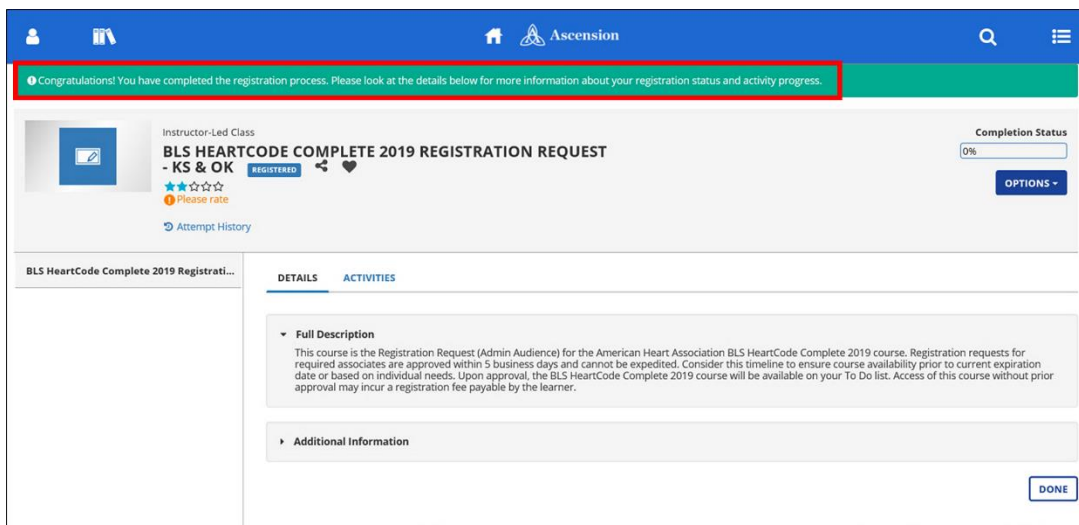 Ascension
Congratulations! You have completed the registration process. Please look at the details below for more information about your registration status and activity progress.
Instructor-Led Class
BLS HEARTCODE COMPLETE 2019 REGISTRATION REQUEST
- KS & OK REGISTERED
Please rate
Attempt History
Completion Status
0%
OPTIONS
BLS HeartCode Complete 2019 Registrati...
DETAILS ACTIVITIES
Full Description
This course is the Registration Request (Admin Audience) for the American Heart Association BLS HeartCode Complete 2019 course. Registration requests for
required associates are approved within 5 business days and cannot be expedited. Consider this timeline to ensure course availability prior to current expiration
date or based on individual needs. Upon approval, the BLS HeartCode Complete 2019 course will be available on your To Do list. Access of this course without prior
approval may incur a registration fee payable by the learner.
Additional Information
DONE